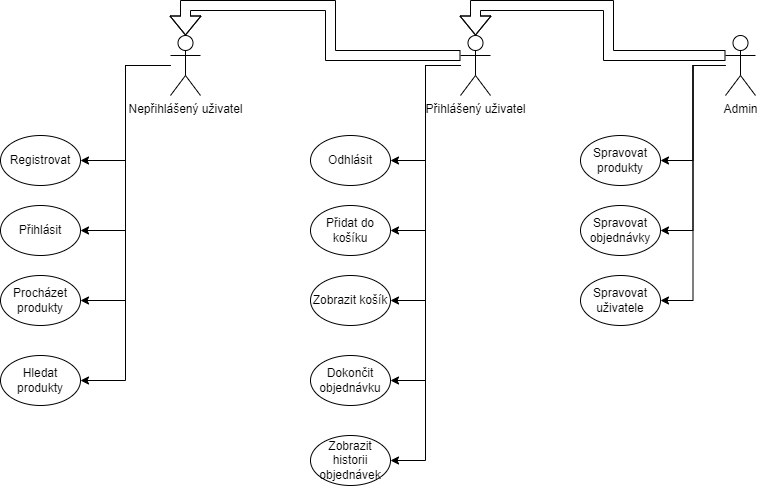 Nepřihlášený uživatel
Přihlášený uživatel
Admin
Registrovat
Odhlásit
Spravovat
produkty
Přihlásit
Přidat do
košíku
Spravovat
objednávky
Procházet
produkty
Zobrazit košík
Spravovat
uživatele
Hledat
produkty
Dokončit
objednávku
Zobrazit
historii
objednávek